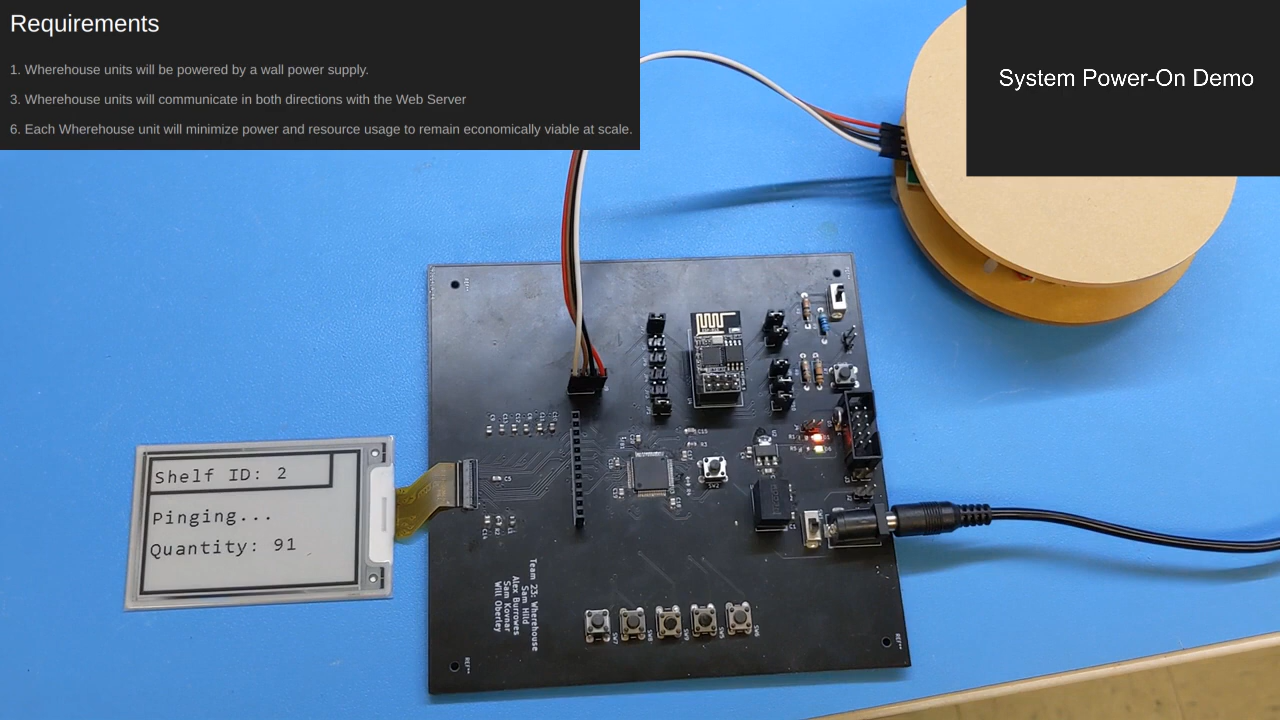 Requirements
1. Wherehouse units will be powered by a wall power supply.
3. Wherehouse units will communicate in both directions with the Web Server
6. Each Wherehouse unit will minimize power and resource usage to remain economically viable at scale.
System Power-On Demo
Shelf ID: 2
Pinging...
Quantity: 91
Team 23: Wherehouse
Sam Hild
Alex Burrowes
Sam Kovnar
Will Oberley
C5
SW2